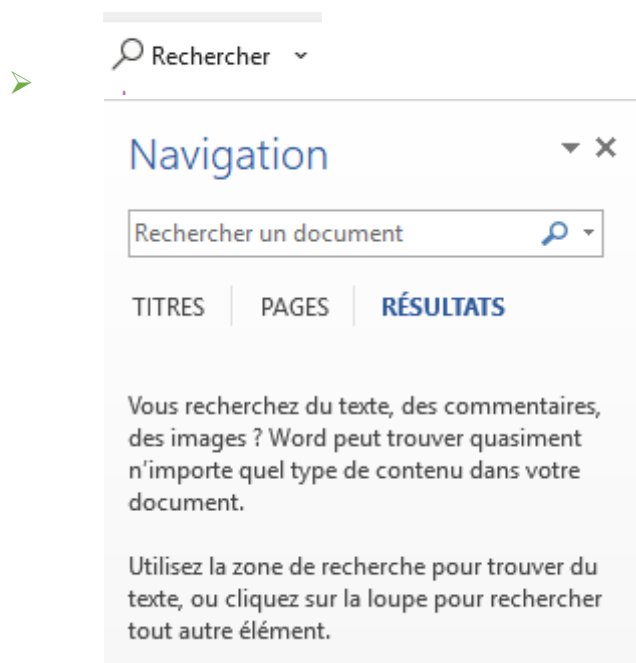 Rechercher
Navigation
Rechercher un document
TITRES PAGES RÉSULTATS
Vous recherchez du texte, des commentaires,
des images ? Word peut trouver quasiment
n'importe quel type de contenu dans votre
document.
Utilisez la zone de recherche pour trouver du
texte, ou cliquez sur la loupe pour rechercher
tout autre élément.